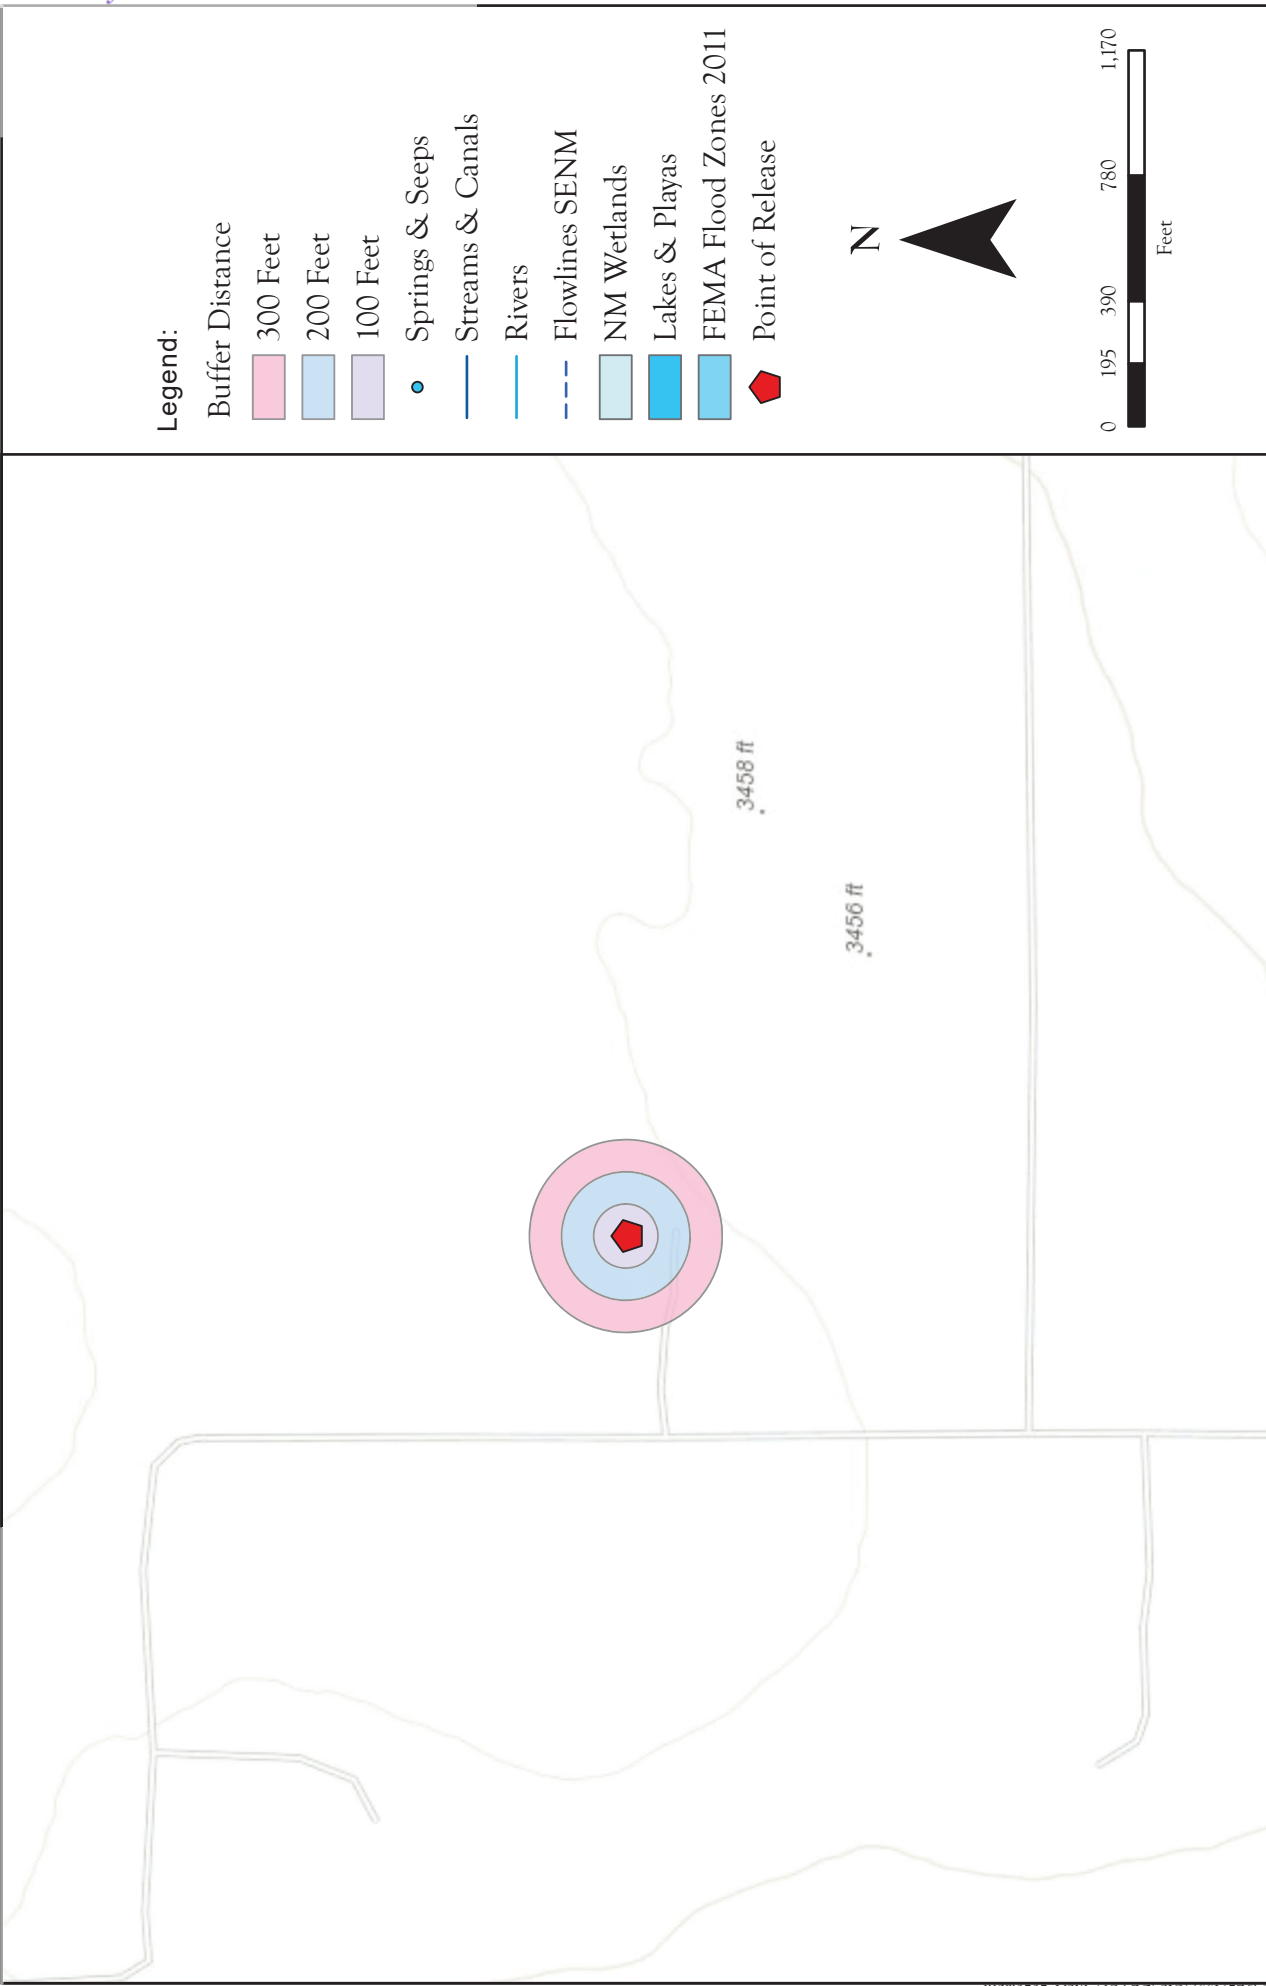 Legend:
Buffer Distance
300 Feet
200 Feet
100 Feet
Springs & Seeps
Streams & Canals
Rivers
Flowlines SENM
NM Wetlands
Lakes & Playas
FEMA Flood Zones 2011
Point of Release
N
0 195 390 780 1,170
Feet
3458 ft
3456 ft